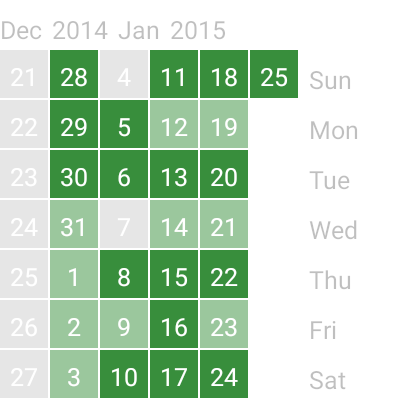 Dec 2014 Jan 2015
21 28 4 11 18 25 Sun
22 29 5 12 19 Mon
23 30 6 13 20 Tue
24 31 7 14 21 Wed
25 1 8 15 22 Thu
26 2 9 16 23 Fri
27 3 10 17 24 Sat